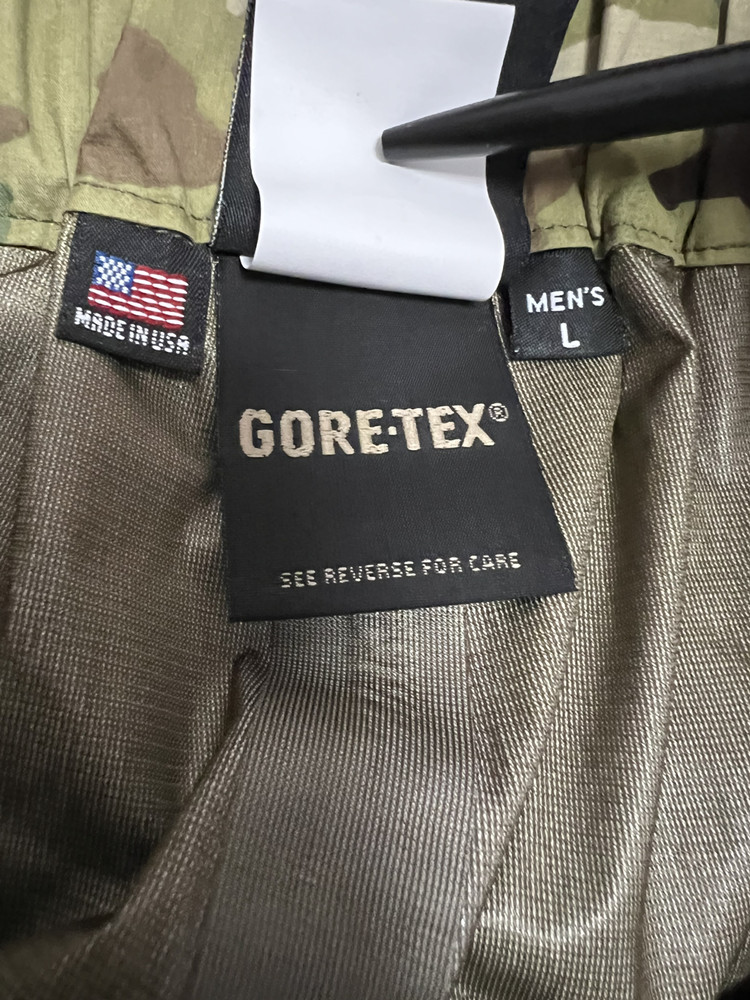 MADE IN USA
MEN'S
L
GORE-TEX®
SEE REVERSE FOR CARE